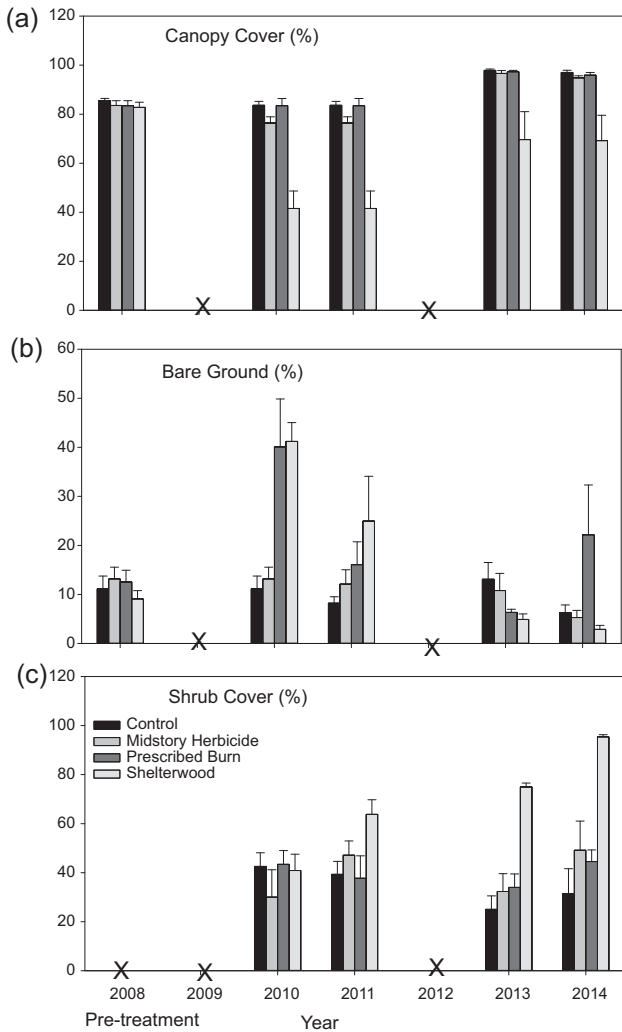 (a)
Canopy Cover (%)
120
100
80
60
40
20
0
X X
(b)
Bare Ground (%)
60
50
40
30
20
10
0
X X
(c)
Shrub Cover (%)
120
100
80
60
40
20
0
Control
Midstory Herbicide
Prescribed Burn
Shelterwood
X X X
2008 2009 2010 2011 2012 2013 2014
Pre-treatment Year